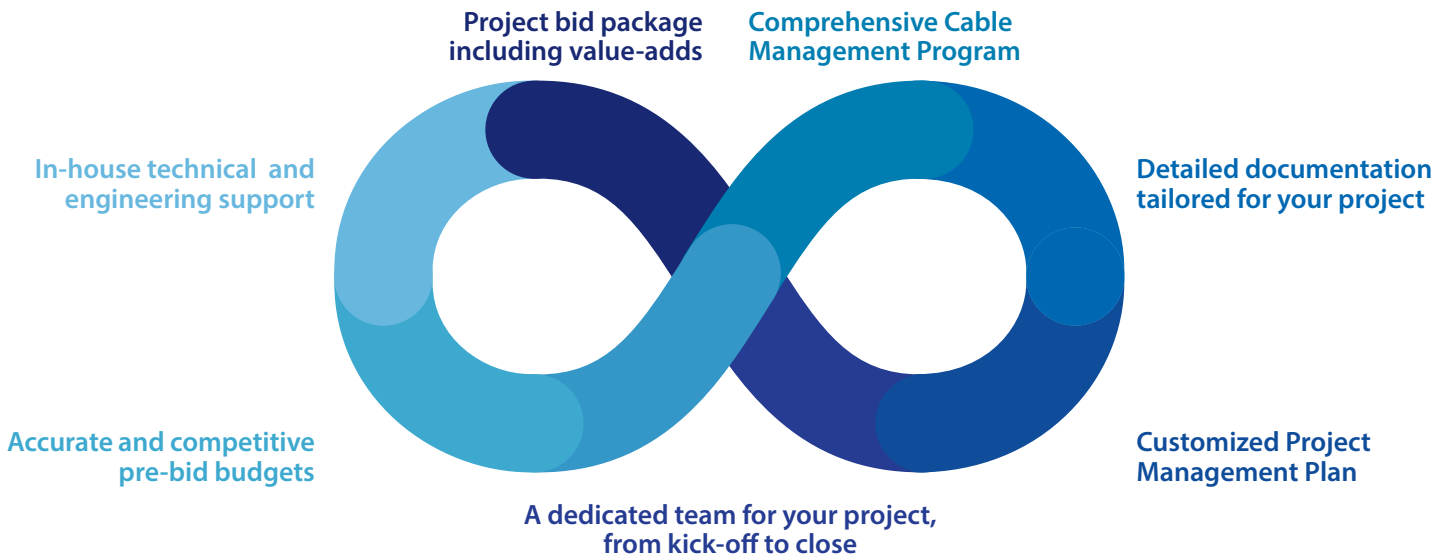 Project bid package
including value-adds
Comprehensive Cable
Management Program
In-house technical and
engineering support
Detailed documentation
tailored for your project
Accurate and competitive
pre-bid budgets
Customized Project
Management Plan
A dedicated team for your project,
from kick-off to close